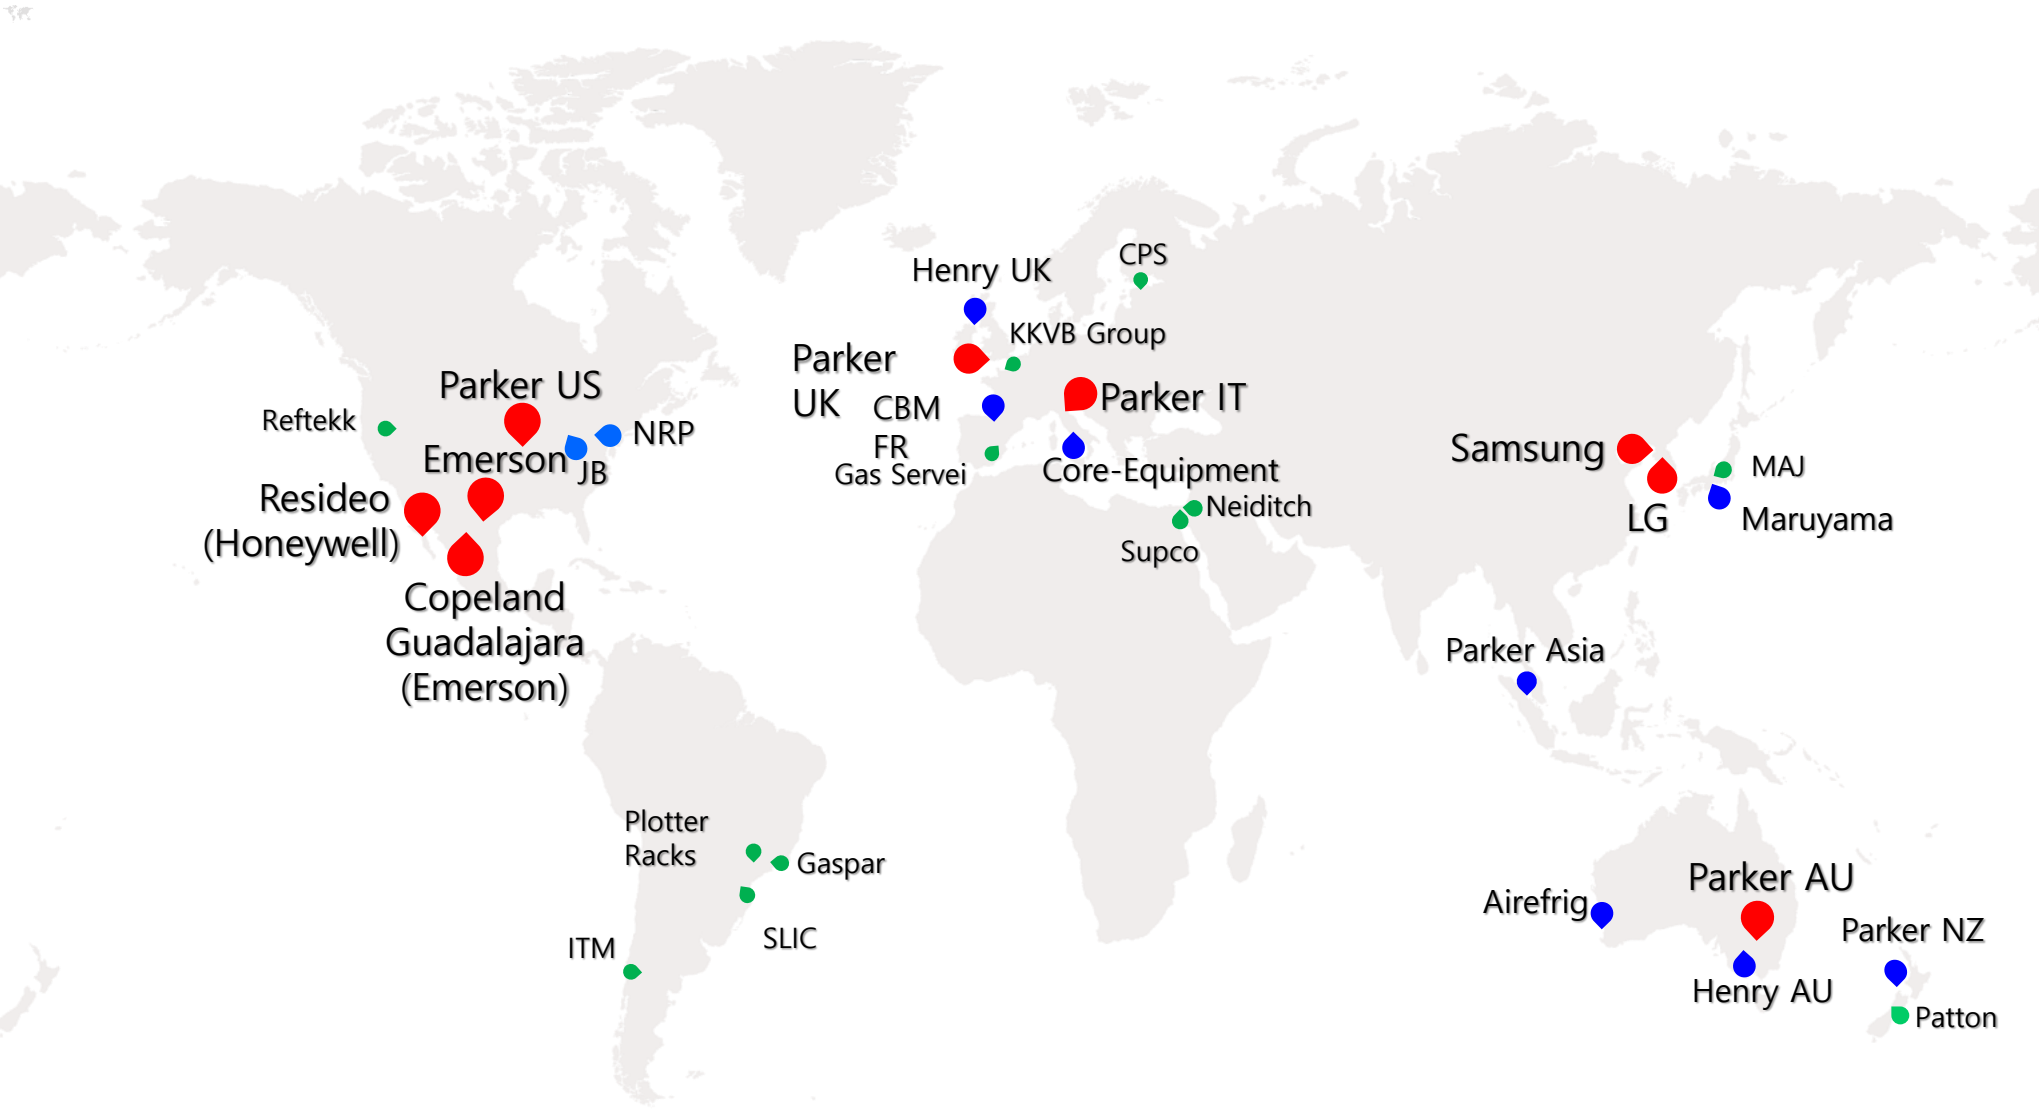 CPS
Henry UK
KKVB Group
Parker
UK
Parker US
Parker IT
CBM
FR
Reftekk
NRP
Emerson
JB
Gas Servei
Core-Equipment
Samsung
MAJ
Resideo
(Honeywell)
Neiditch
LG
Maruyama
Supco
Copeland
Guadalajara
(Emerson)
Parker Asia
Plotter
Racks
Gaspar
Parker AU
Airefrig
Parker NZ
SLIC
ITM
Henry AU
Patton